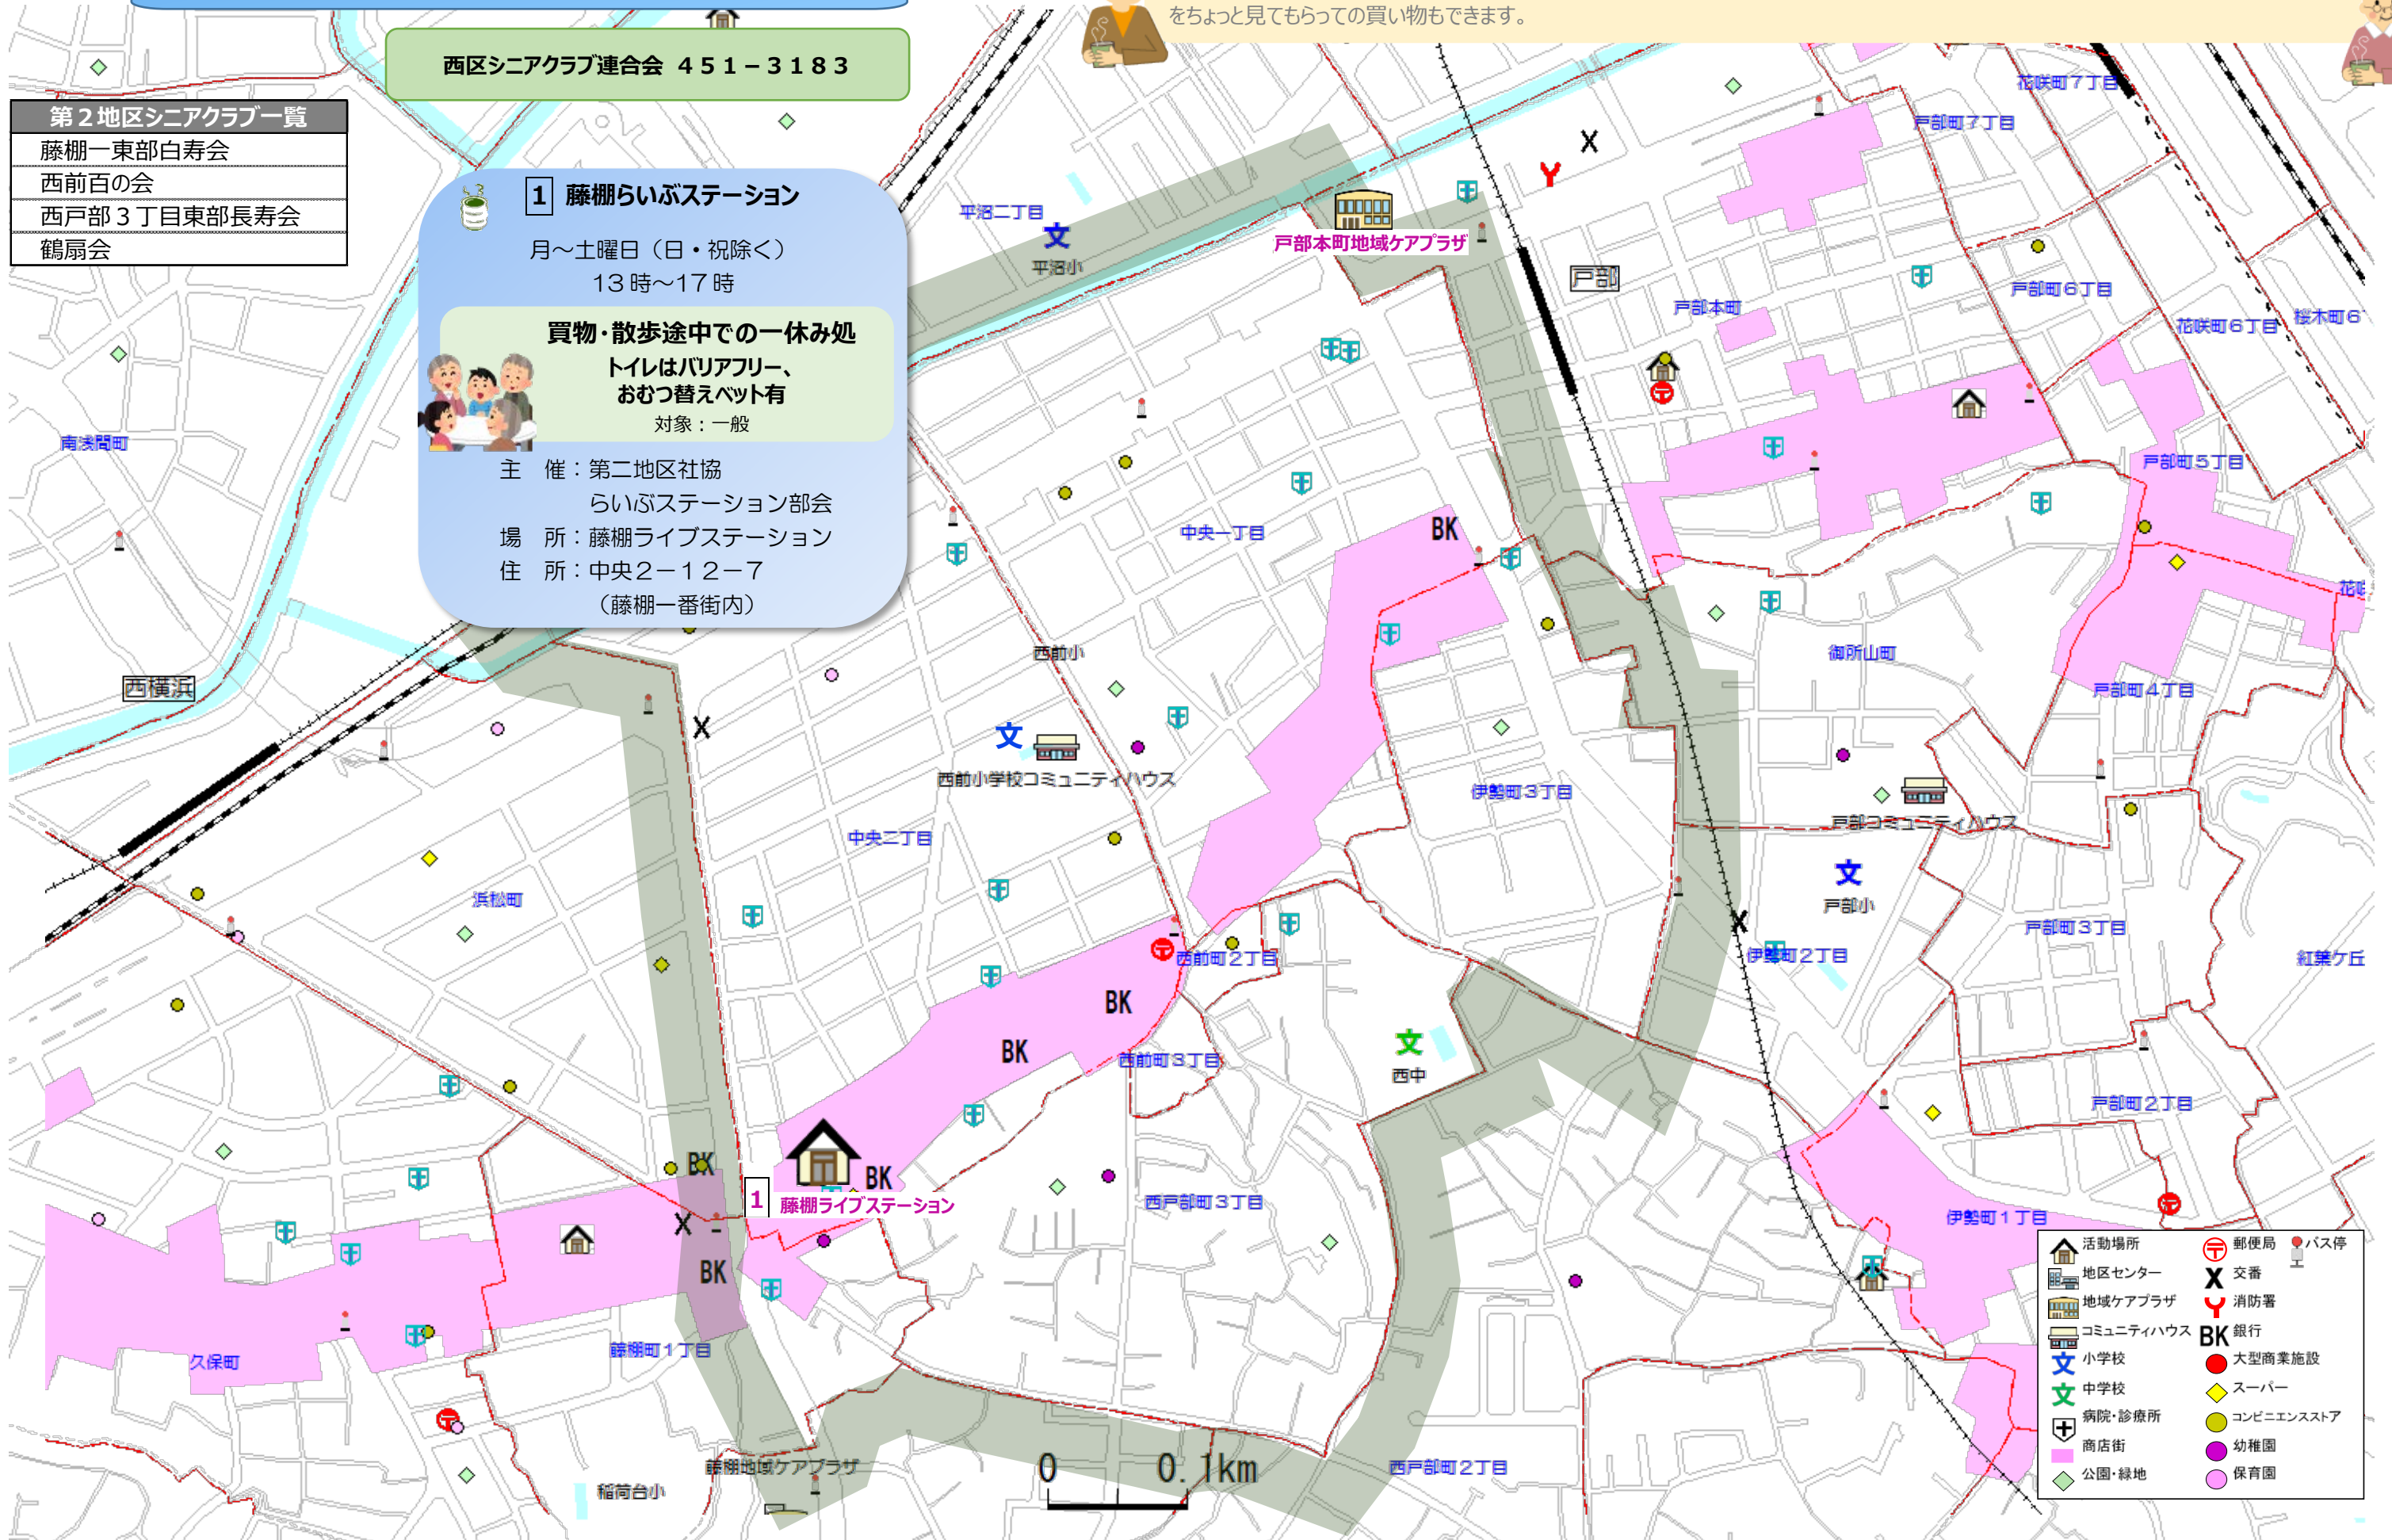 をちょっと見てもらっての買い物もできます。
西区シニアクラブ連合会 ４５１－３１８３
第２地区シニアクラブ一覧
藤棚一東部白寿会
西前百の会
西戸部３丁目東部長寿会
鶴扇会
1 藤棚らいぶステーション
月～土曜日（日・祝除く）
13時～17時
買物・散歩途中での一休み処
トイレはバリアフリー、
おむつ替えベット有
対象：一般
主　催：第二地区社協
らいぶステーション部会
場　所：藤棚ライブステーション
住　所：中央２－１２－７
（藤棚一番街内）
花咲町７丁目
戸部町７丁目
平沼二丁目
平沼小
戸部本町地域ケアプラザ
戸部
戸部本町
戸部町６丁目
花咲町６丁目
桜木町６
南浅間町
戸部町５丁目
中央一丁目
BK
西前小
御所山町
西横浜
戸部町４丁目
文
西前小学校コミュニティハウス
伊勢町３丁目
戸部コミュニティハウス
中央二丁目
浜松町
文
戸部小
戸部町３丁目
西前町２丁目
伊勢町２丁目
紅葉ケ丘
BK
BK
西前町３丁目
文
西中
戸部町２丁目
BK
BK
1 藤棚ライブステーション
西戸部町３丁目
伊勢町１丁目
BK
藤棚町１丁目
久保町
藤棚地域ケアプラザ
稲荷台小
0 0.1km
西戸部町２丁目
活動場所
郵便局
バス停
地区センター
X 交番
地域ケアプラザ
Y 消防署
コミュニティハウス
BK 銀行
文 小学校
大型商業施設
文 中学校
スーパー
病院・診療所
コンビニエンスストア
商店街
幼稚園
公園・緑地
保育園